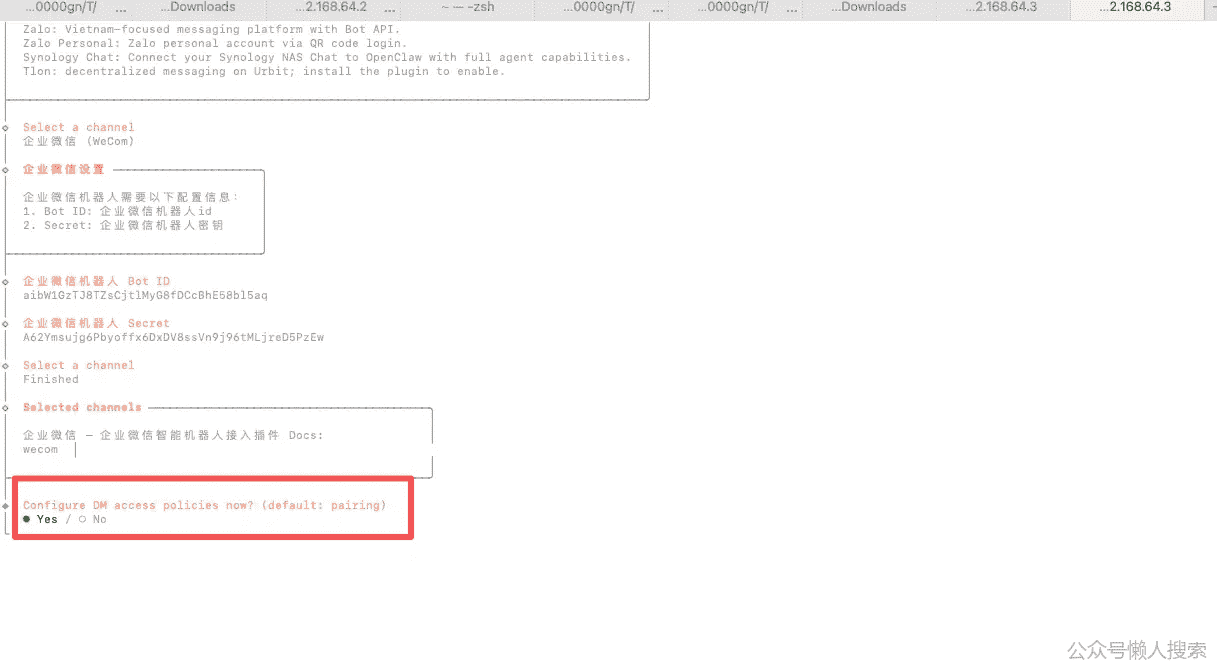 ...0000gn/T/ ... ...Downloads ...2.168.64.2 ... ~ — -zsh ...0000gn/T/ ... ...0000gn/T/ ... ...Downloads ...2.168.64.3 ...2.168.64.3
Zalo: Vietnam-focused messaging platform with Bot API.
Zalo Personal: Zalo personal account via QR code login.
Synology Chat: Connect your Synology NAS Chat to OpenClaw with full agent capabilities.
Tlon: decentralized messaging on Urbit; install the plugin to enable.
Select a channel
企业微信 (WeCom)
企业微信设置
企业微信机器人需要以下配置信息：
1. Bot ID: 企业微信机器人id
2. Secret: 企业微信机器人密钥
企业微信机器人 Bot ID
aibW1GzTJ8TZsCjtlMyG8fDCcBhE58bl5aq
企业微信机器人 Secret
A62Ymsujg6Pbyoffx6DxDV8ssVn9j96tMLjreD5PzEw
Select a channel
Finished
Selected channels
企业微信 — 企业微信智能机器人接入插件 Docs:
wecom
Configure DM access policies now? (default: pairing)
● Yes / ○ No
公众号懒人搜索